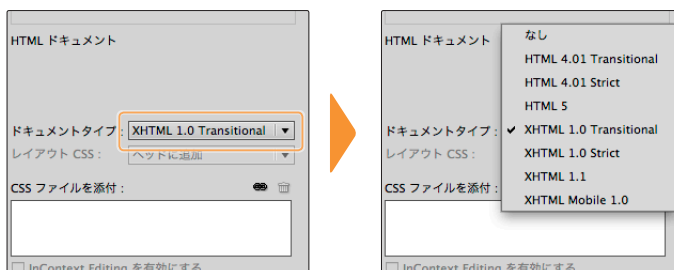 HTML ドキュメント
ドキュメントタイプ : XHTML 1.0 Transitional
レイアウト CSS : ヘッドに追加
CSS ファイルを添付 :
InContext Editing を有効にする
HTML ドキュメント
ドキュメントタイプ :
レイアウト CSS :
CSS ファイルを添付 :
InContext Editing を有効にする
なし
HTML 4.01 Transitional
HTML 4.01 Strict
HTML 5
✔ XHTML 1.0 Transitional
XHTML 1.0 Strict
XHTML 1.1
XHTML Mobile 1.0